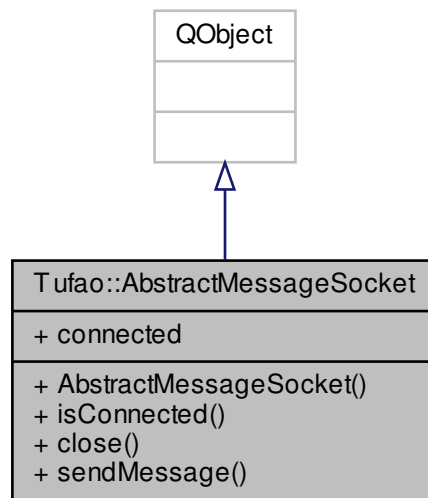 QObject
Tufao::AbstractMessageSocket
+ connected
+ AbstractMessageSocket()
+ isConnected()
+ close()
+ sendMessage()